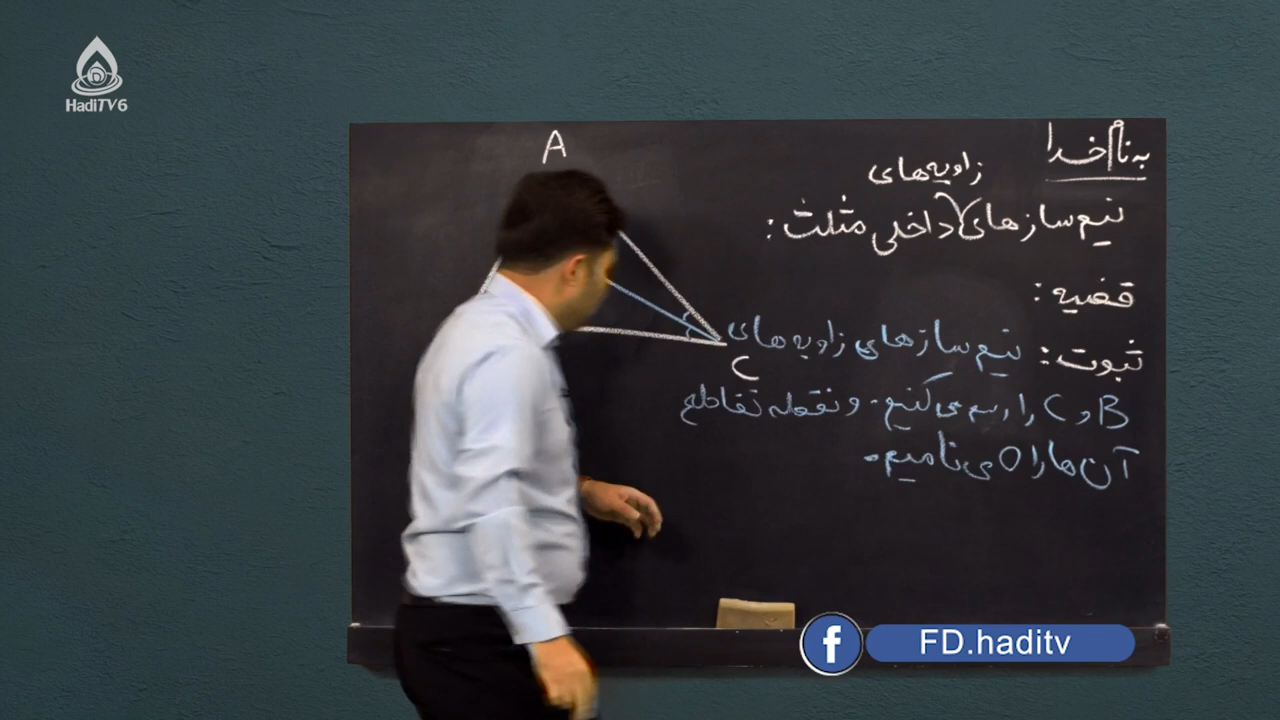 HadiTV6
به نام خدا
زاویه های
نیم سازهای داخلی مثلث :
قضیه :
ثبوت : نیم سازهای زاویه های
B و C را رسم می کنیم . و نقطه تقاطع
آن ها را O می نامیم .
A
C
FD.haditv